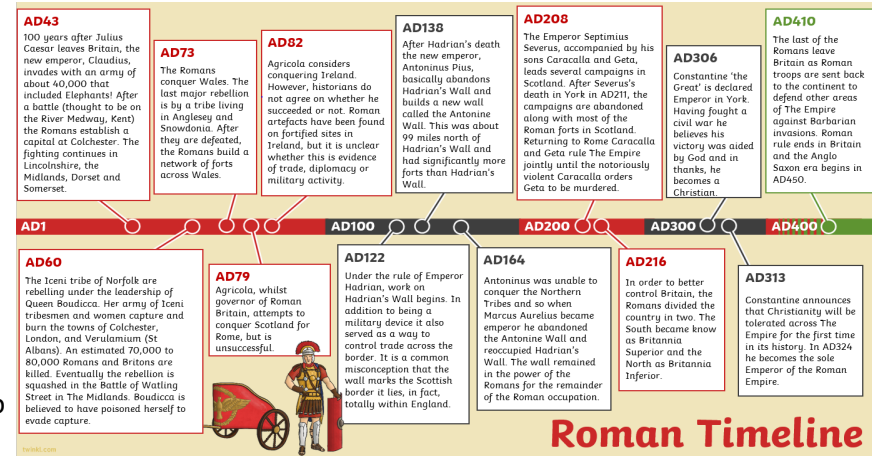 AD43
100 years after Julius
Caesar leaves Britain, the
new emperor, Claudius,
invades with an army of
about 40,000 that
included Elephants! After
a battle (thought to be on
the River Medway, Kent)
the Romans establish a
capital at Colchester. The
fighting continues in
Lincolnshire, the
Midlands, Dorset and
Somerset.
AD73
The Romans
conquer Wales. The
last major rebellion
is by a tribe living
in Anglesey and
Snowdonia. After
they are defeated,
the Romans build a
network of forts
across Wales.
AD82
Agricola considers
conquering Ireland.
However, historians do
not agree on whether he
succeeded or not. Roman
artefacts have been found
on fortified sites in
Ireland, but it is unclear
whether this is evidence
of trade, diplomacy or
military activity.
AD138
After Hadrian's death
the new emperor,
Antoninus Pius,
basically abandons
Hadrian's Wall and
builds a new wall
called the Antonine
Wall. This was about
99 miles north of
Hadrian's Wall and
had significantly more
forts than Hadrian's
Wall.
AD208
The Emperor Septimius
Severus, accompanied by his
sons Caracalla and Geta,
leads several campaigns in
Scotland. After Severus's
death in York in AD211, the
campaigns are abandoned
along with most of the
Roman forts in Scotland.
Returning to Rome Caracalla
and Geta rule The Empire
jointly until the notoriously
violent Caracalla orders
Geta to be murdered.
AD306
Constantine 'the
Great' is declared
Emperor in York.
Having fought a
civil war he
believes his
victory was aided
by God and in
thanks, he
becomes a
Christian.
AD410
The last of the
Romans leave
Britain as Roman
troops are sent back
to the continent to
defend other areas
of The Empire
against Barbarian
invasions. Roman
rule ends in Britain
and the Anglo
Saxon era begins in
AD450.
AD1
AD100
AD200
AD300
AD400
AD60
The Iceni tribe of Norfolk are
rebelling under the leadership of
Queen Boudicca. Her army of Iceni
tribesmen and women capture and
burn the towns of Colchester,
London, and Verulamium (St
Albans). An estimated 70,000 to
80,000 Romans and Britons are
killed. Eventually the rebellion is
squashed in the Battle of Watling
Street in The Midlands. Boudicca is
believed to have poisoned herself to
evade capture.
AD79
Agricola, whilst
governor of Roman
Britain, attempts to
conquer Scotland for
Rome, but is
unsuccessful.
AD122
Under the rule of Emperor
Hadrian, work on
Hadrian's Wall begins. In
addition to being a
military device it also
served as a way to
control trade across the
border. It is a common
misconception that the
wall marks the Scottish
border it lies, in fact,
totally within England.
AD164
Antoninus was unable to
conquer the Northern
Tribes and so when
Marcus Aurelius became
emperor he abandoned
the Antonine Wall and
reoccupied Hadrian's
Wall. The wall remained
in the power of the
Romans for the remainder
of the Roman occupation.
AD216
In order to better
control Britain, the
Romans divided the
country in two. The
South became know
as Britannia
Superior and the
North as Britannia
Inferior.
AD313
Constantine announces
that Christianity will be
tolerated across The
Empire for the first time
in its history. In AD324
he becomes the sole
Emperor of the Roman
Empire.
Roman Timeline
twinkl.com